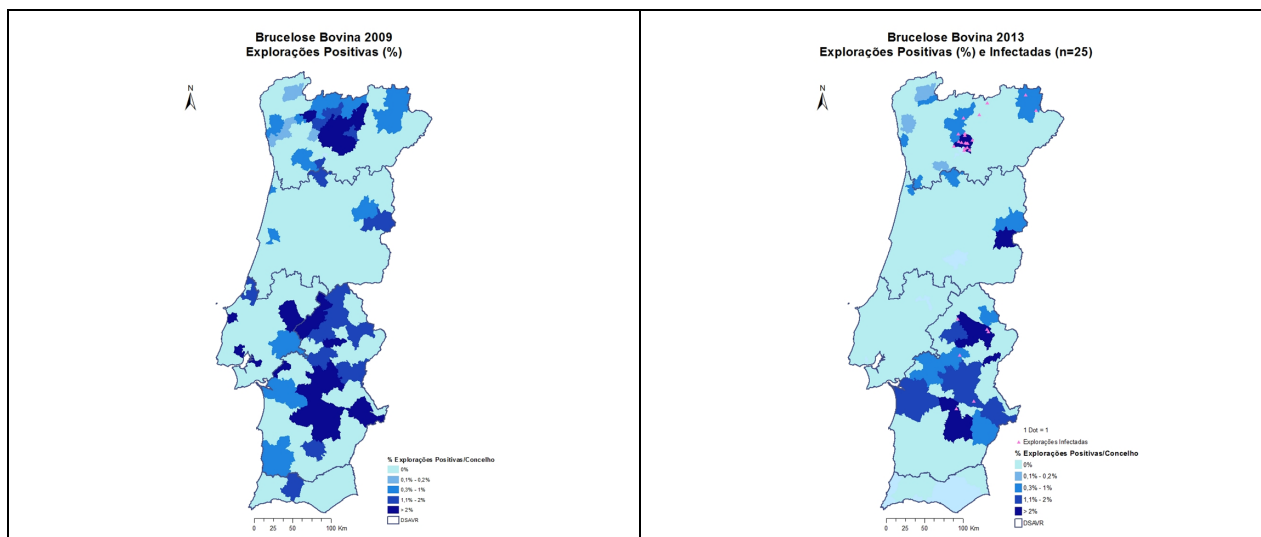 Brucelose Bovina 2009
Explorações Positivas (%)
N
% Explorações Positivas/Concelho
0%
0,1% - 0,2%
0,3% - 1%
1,1% - 2%
> 2%
DSAVR
0 25 50 100 Km
Brucelose Bovina 2013
Explorações Positivas (%) e Infectadas (n=25)
N
1 Dot = 1
Explorações Infectadas
% Explorações Positivas/Concelho
0%
0,1% - 0,2%
0,3% - 1%
1,1% - 2%
> 2%
DSAVR
0 25 50 100 Km